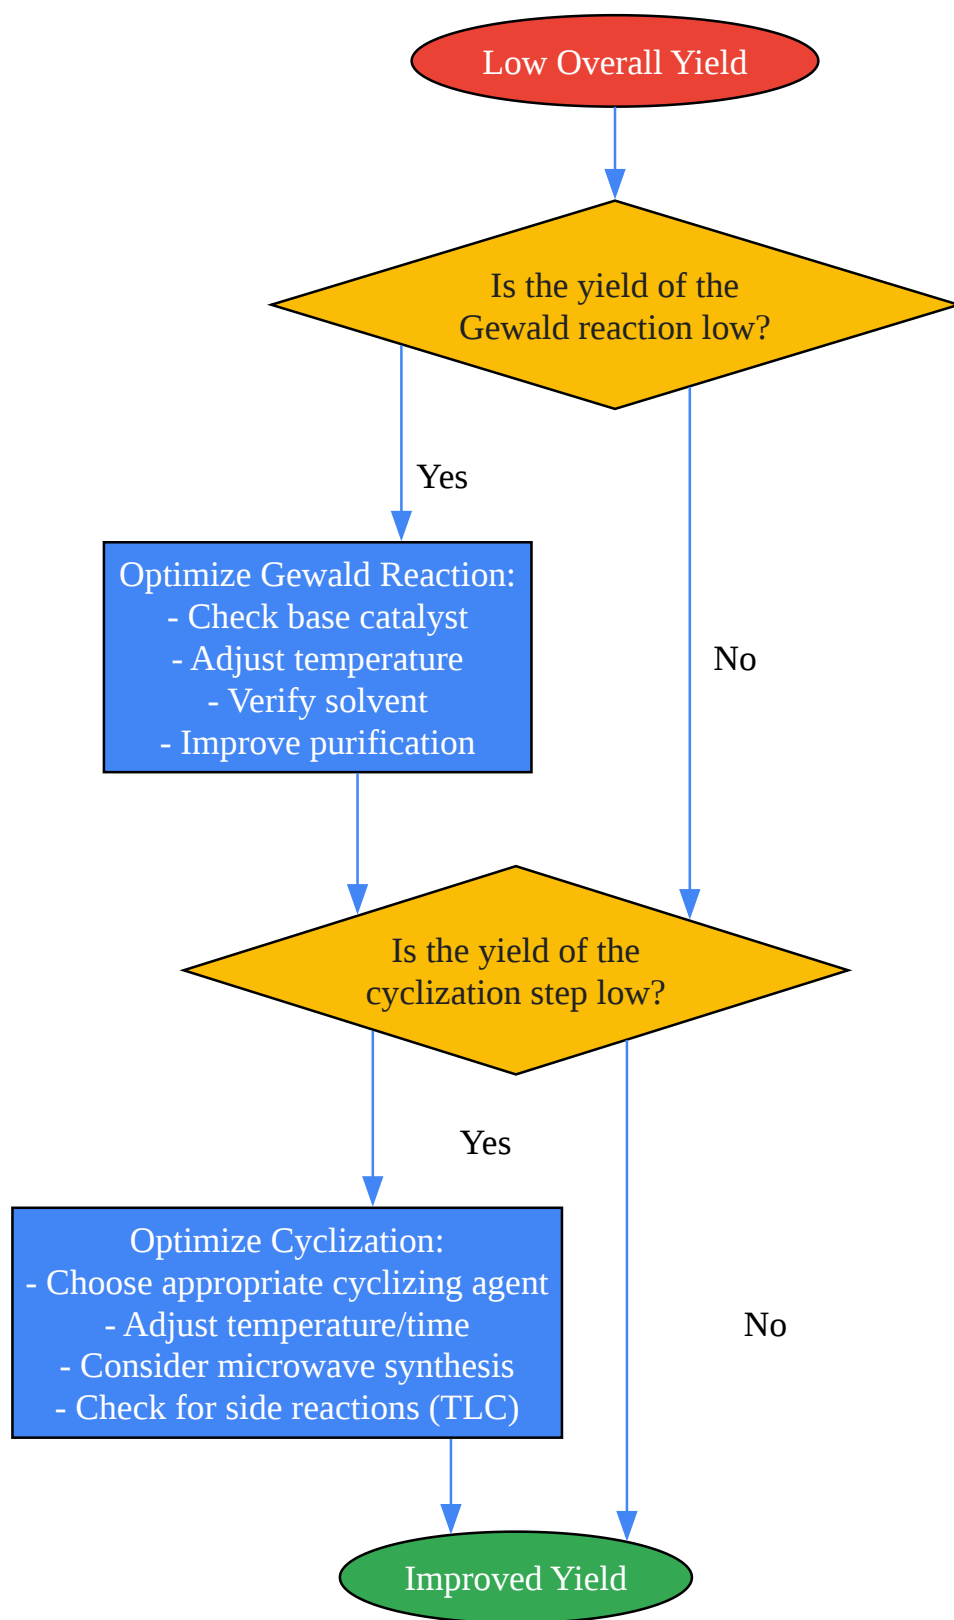 Low Overall Yield
Is the yield of the
Gewald reaction low?
Yes
Optimize Gewald Reaction:
- Check base catalyst
- Adjust temperature
- Verify solvent
- Improve purification
No
Is the yield of the
cyclization step low?
Yes
Optimize Cyclization:
- Choose appropriate cyclizing agent
- Adjust temperature/time
- Consider microwave synthesis
- Check for side reactions (TLC)
No
Improved Yield